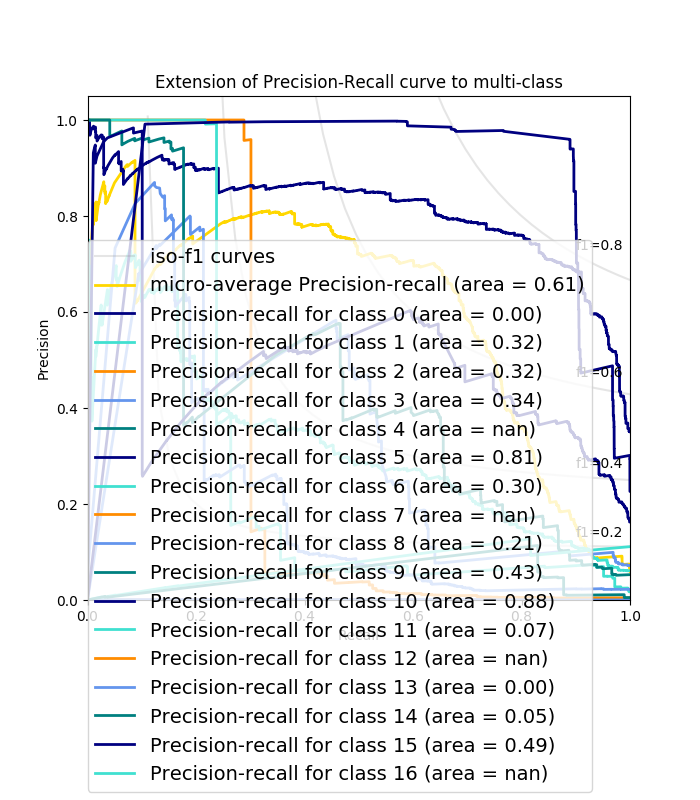 Extension of Precision-Recall curve to multi-class
1.0
0.8
0.6
0.4
0.2
0.0
Precision
f1=0.8
f1=0.6
f1=0.4
f1=0.2
0.0
0.2
0.4
0.6
0.8
1.0
Recall
iso-f1 curves
micro-average Precision-recall (area = 0.61)
Precision-recall for class 0 (area = 0.00)
Precision-recall for class 1 (area = 0.32)
Precision-recall for class 2 (area = 0.32)
Precision-recall for class 3 (area = 0.34)
Precision-recall for class 4 (area = nan)
Precision-recall for class 5 (area = 0.81)
Precision-recall for class 6 (area = 0.30)
Precision-recall for class 7 (area = nan)
Precision-recall for class 8 (area = 0.21)
Precision-recall for class 9 (area = 0.43)
Precision-recall for class 10 (area = 0.88)
Precision-recall for class 11 (area = 0.07)
Precision-recall for class 12 (area = nan)
Precision-recall for class 13 (area = 0.00)
Precision-recall for class 14 (area = 0.05)
Precision-recall for class 15 (area = 0.49)
Precision-recall for class 16 (area = nan)